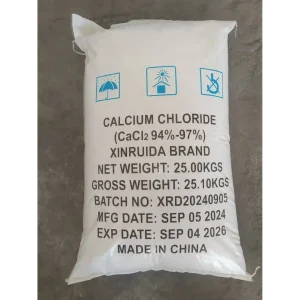 CALCIUM CHLORIDE
(CaCl2 94%-97%)
XINRUIDA BRAND
NET WEIGHT: 25.00KGS
GROSS WEIGHT: 25.10KGS
BATCH NO: XRD20240905
MFG DATE: SEP 05 2024
EXP DATE: SEP 04 2026
MADE IN CHINA